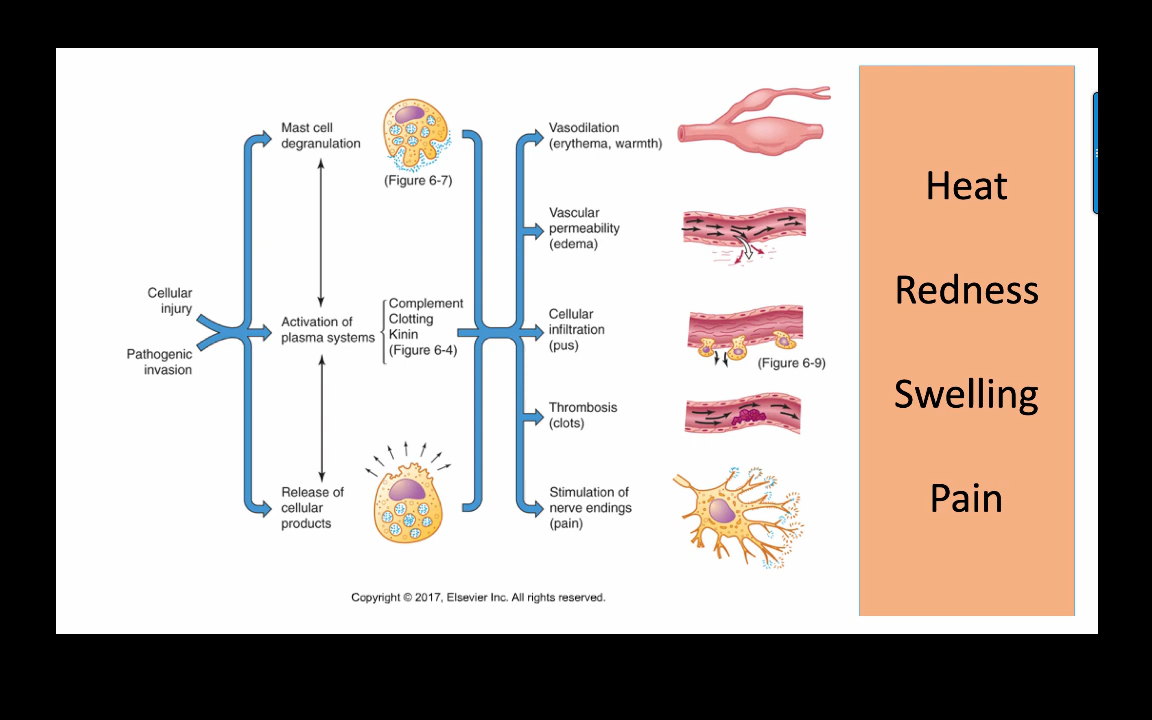 Mast cell
degranulation
(Figure 6-7)
Cellular
injury
Pathogenic
invasion
Activation of
plasma systems
Complement
Clotting
Kinin
(Figure 6-4)
Release of
cellular
products
Vasodilation
(erythema, warmth)
Vascular
permeability
(edema)
Cellular
infiltration
(pus)
(Figure 6-9)
Thrombosis
(clots)
Stimulation of
nerve endings
(pain)
Copyright © 2017, Elsevier Inc. All rights reserved.
Heat
Redness
Swelling
Pain